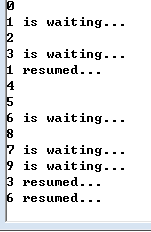 0
1 is waiting...
2
3 is waiting...
1 resumed...
4
5
6 is waiting...
8
7 is waiting...
9 is waiting...
3 resumed...
6 resumed...